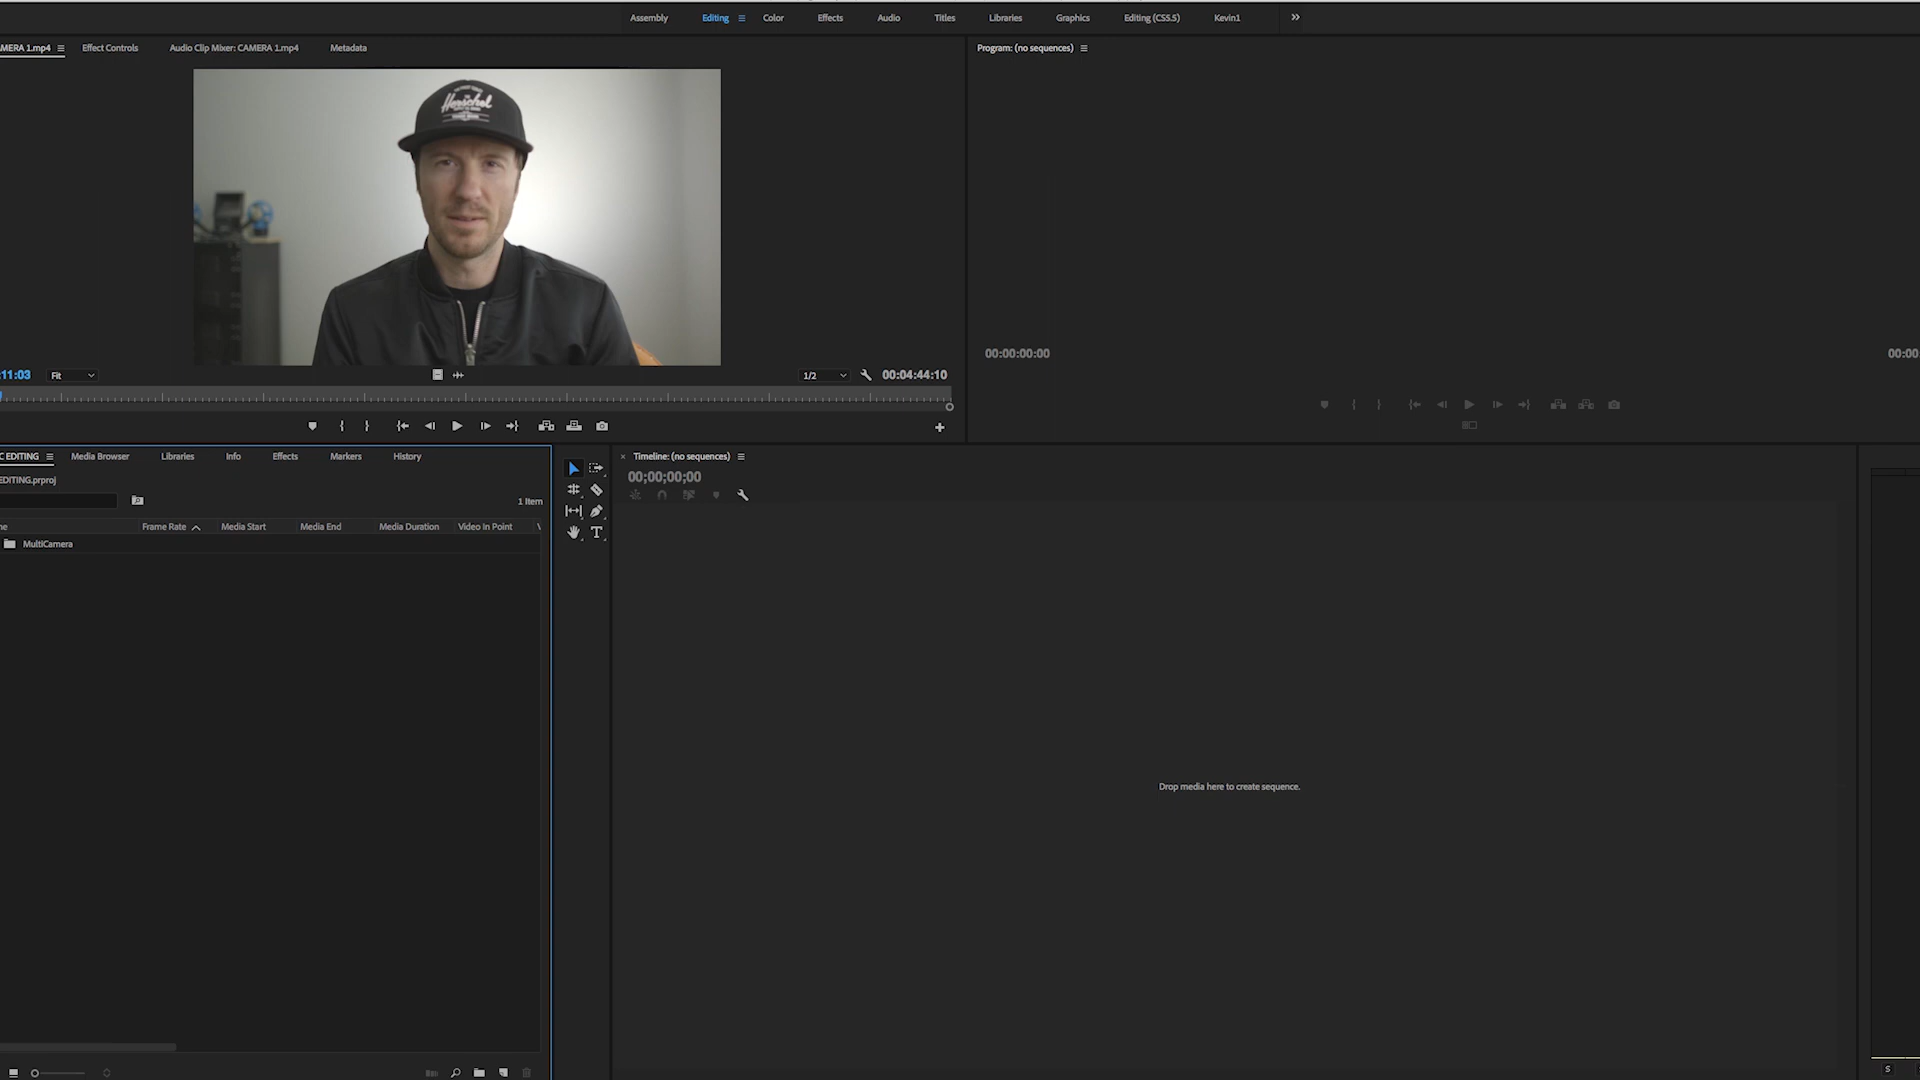 Assembly Editing Color Effects Audio Titles Libraries Graphics Editing (CS5.5) Kevin1
AMERA 1.mp4 Effect Controls Audio Clip Mixer: CAMERA 1.mp4 Metadata
Program: (no sequences)
Herschel
00:00:00:00 00:00
:11:03 Fit 1/2 00:04:44:10
C EDITING Media Browser Libraries Info Effects Markers History
EDITING.prproj
1 Item
ne Frame Rate Media Start Media End Media Duration Video In Point V
MultiCamera
Timeline: (no sequences)
00;00;00;00
Drop media here to create sequence.
S